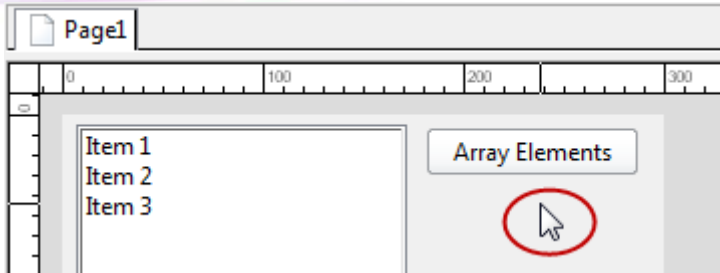 Page1
0 100 200 300
0
Item 1
Array Elements
Item 2
Item 3